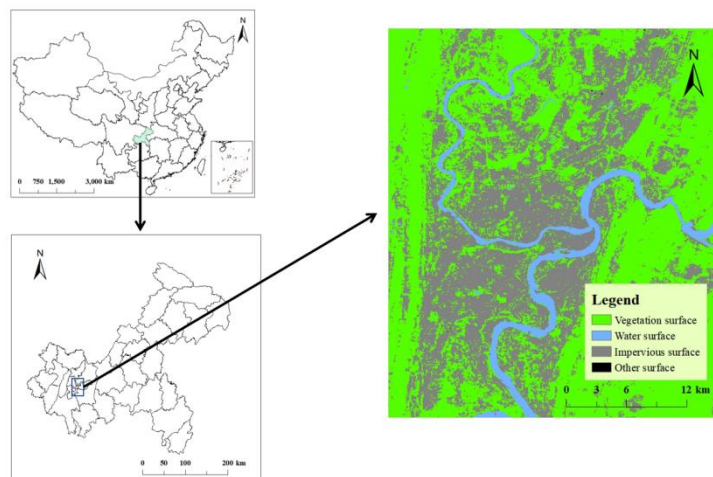 N
0 750 1,500 3,000 km
N
0 50 100 200 km
N
Legend
Vegetation surface
Water surface
Impervious surface
Other surface
0 3 6 12 km